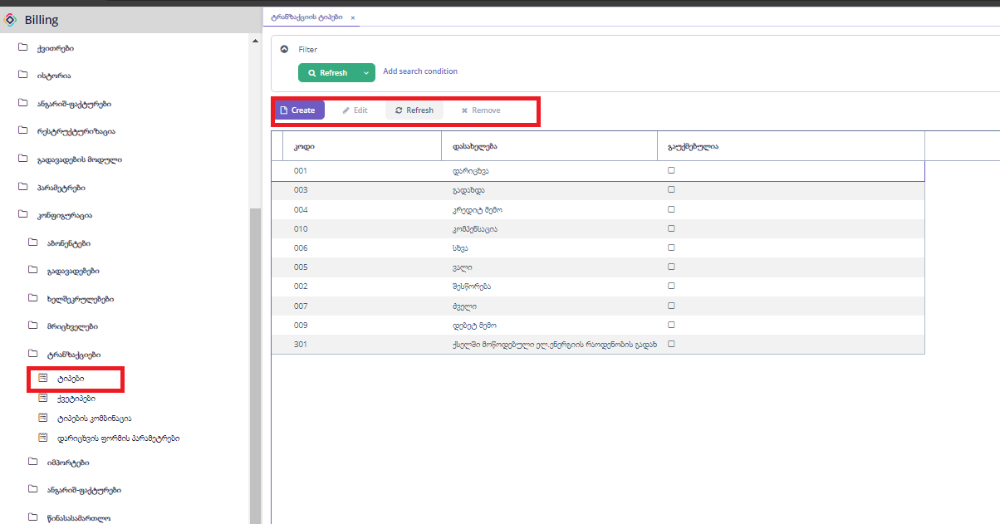 Billing
ქვითრები
ისტორია
ანგარიშ-ფაქტურები
რესტრუქტურიზაცია
გადავადების მოდული
პარამეტრები
კონფიგურაცია
აბონენტები
გადავადებები
ხელშეკრულებები
მრიცხველები
ტრანზაქციები
ტიპები
ქვეტიპები
ტიპების კომბინაცია
დარიცხვის ფორმის პარამეტრები
იმპორტები
ანგარიშ-ფაქტურები
წინასასამართლო
ტრანზაქციის ტიპები ×
Filter
Refresh Add search condition
Create Edit Refresh Remove
კოდი დასახელება გაუქმებულია
001 დარიცხვა
003 გადახდა
004 კრედიტ მემო
010 კომპენსაცია
006 სხვა
005 ვალი
002 შესწორება
007 ძველი
009 დებეტ მემო
301 ქსელში მოწოდებული ელ.ენერგიის რაოდენობის გადახ